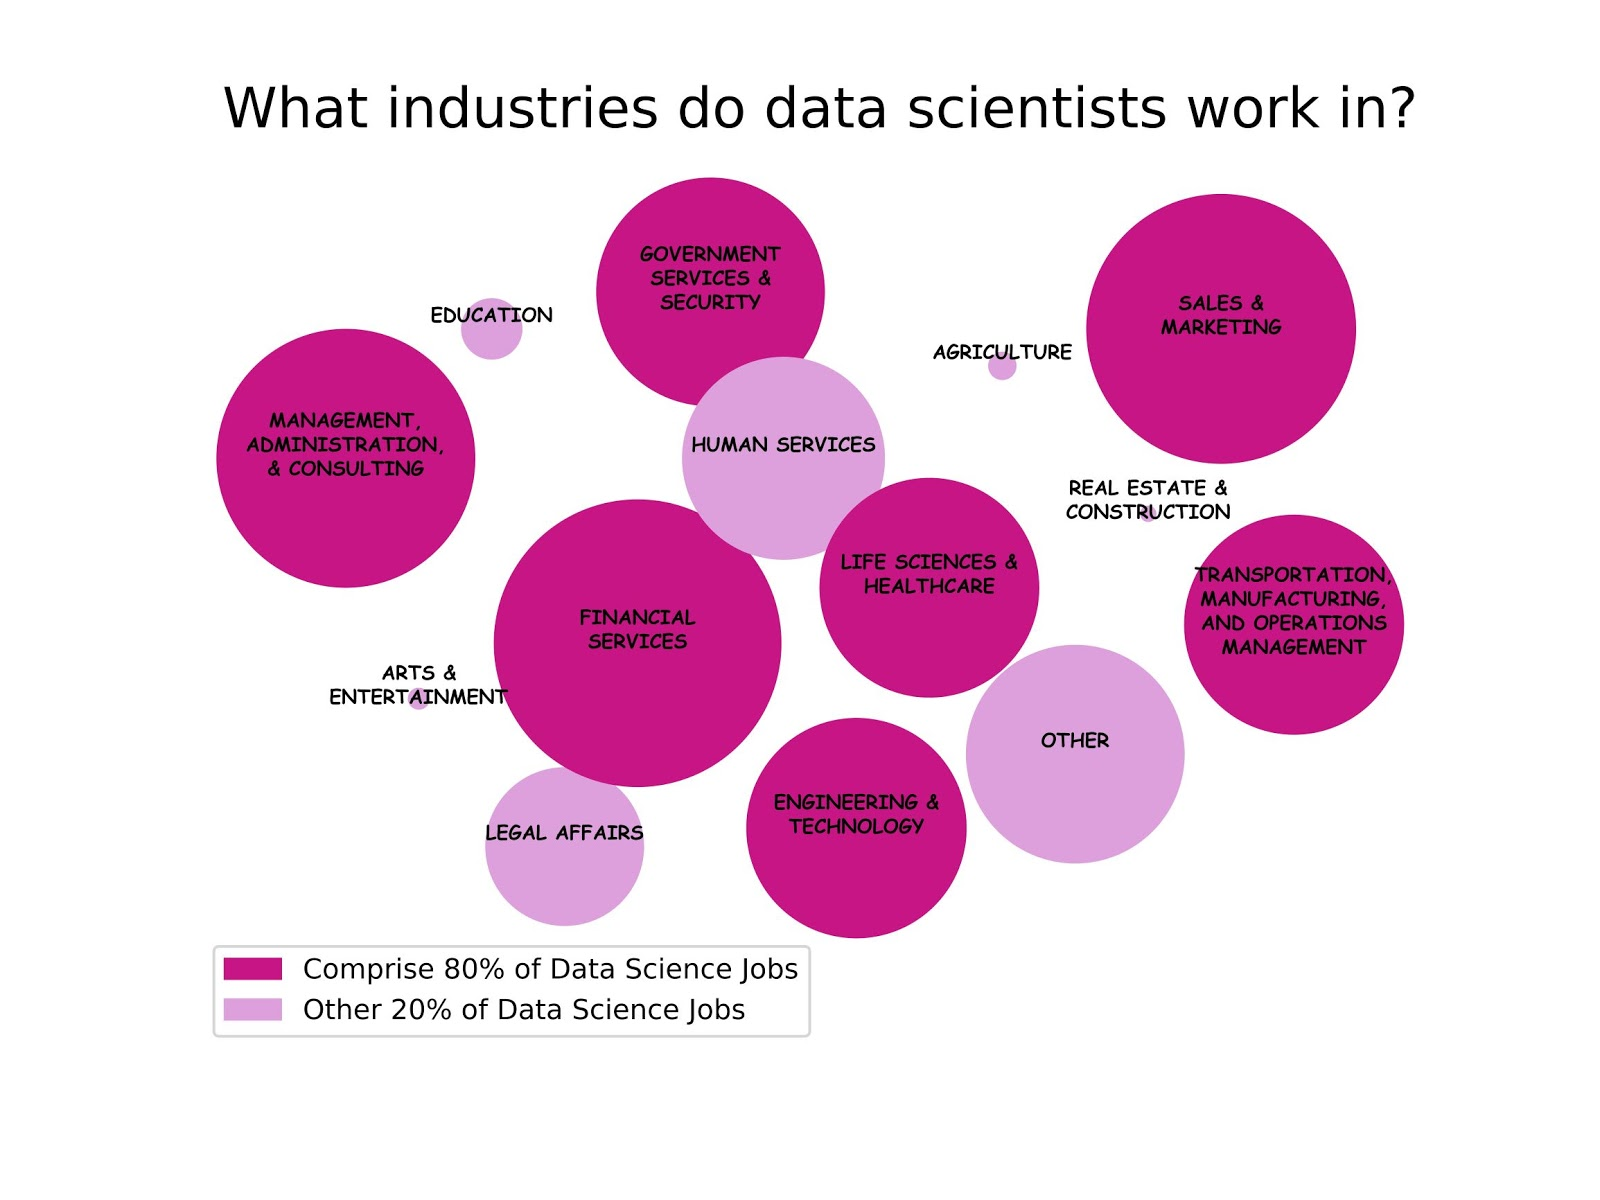 What industries do data scientists work in?
GOVERNMENT
SERVICES &
SECURITY
SALES &
MARKETING
EDUCATION
AGRICULTURE
MANAGEMENT,
ADMINISTRATION,
& CONSULTING
HUMAN SERVICES
REAL ESTATE &
CONSTRUCTION
LIFE SCIENCES &
HEALTHCARE
TRANSPORTATION,
MANUFACTURING,
AND OPERATIONS
MANAGEMENT
FINANCIAL
SERVICES
ARTS &
ENTERTAINMENT
OTHER
ENGINEERING &
TECHNOLOGY
LEGAL AFFAIRS
Comprise 80% of Data Science Jobs
Other 20% of Data Science Jobs